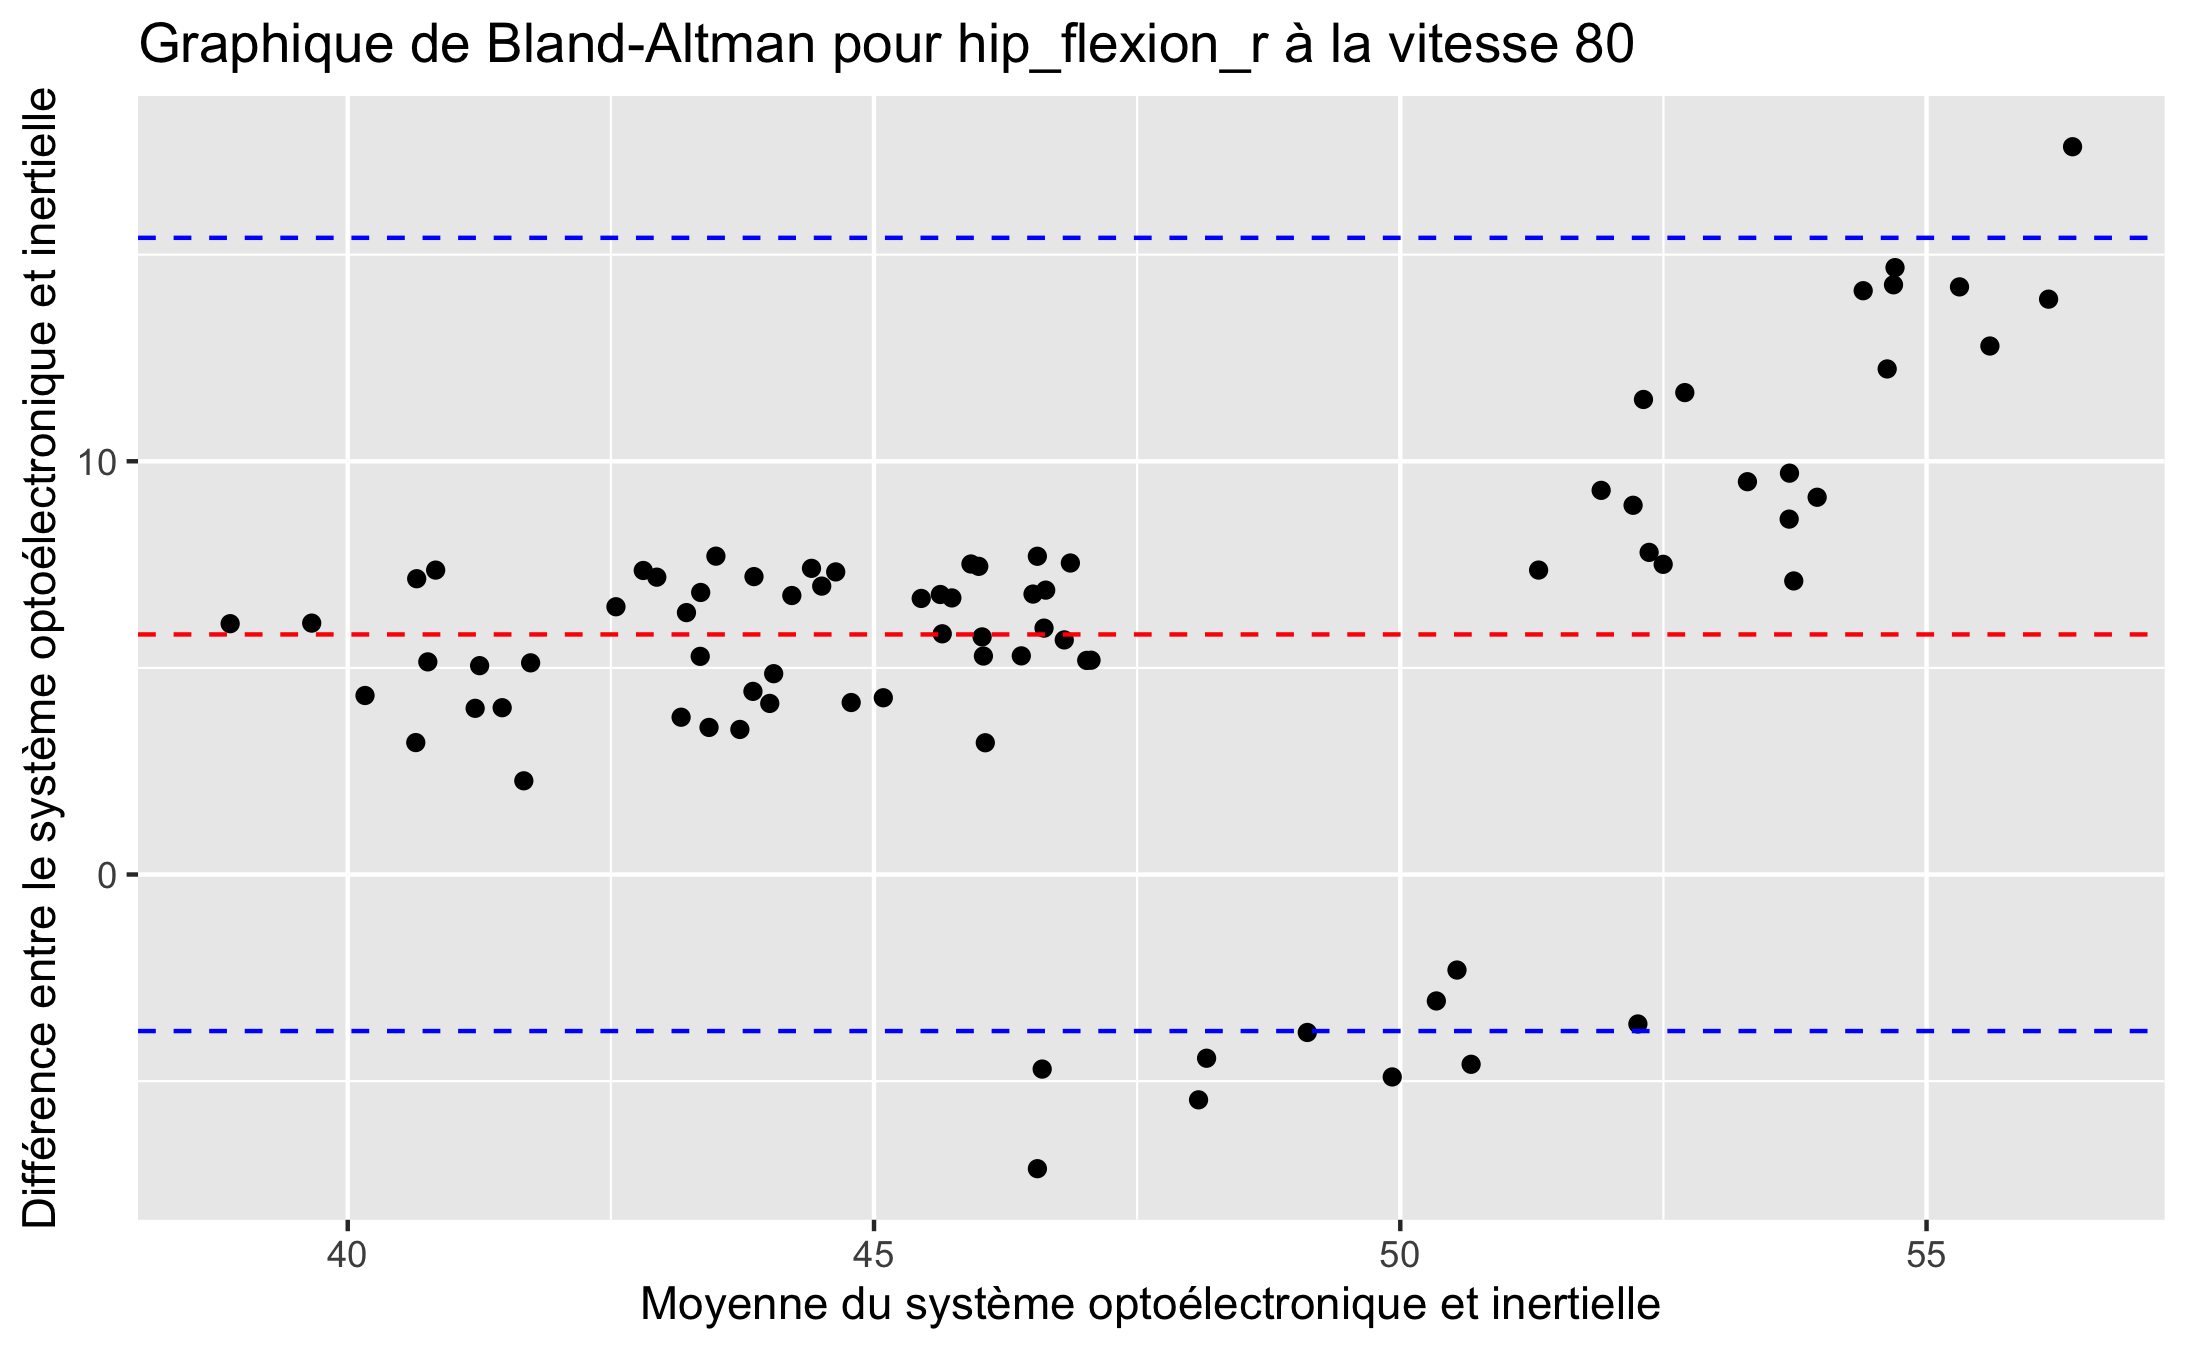 Graphique de Bland-Altman pour hip_flexion_r à la vitesse 80
Différence entre le système optoélectronique et inertielle
10
0
40
45
50
55
Moyenne du système optoélectronique et inertielle